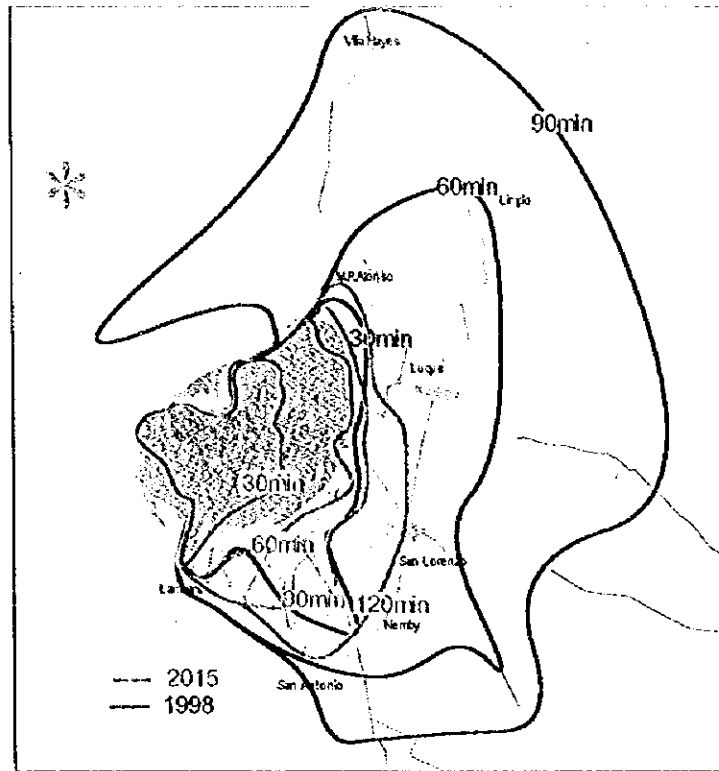 Villa Hayes
90min
60min
Limpio
M.R.Alonso
30min
Luque
30min
60min
San Lorenzo
30min
120min
Nemby
San Antonio
2015
1998